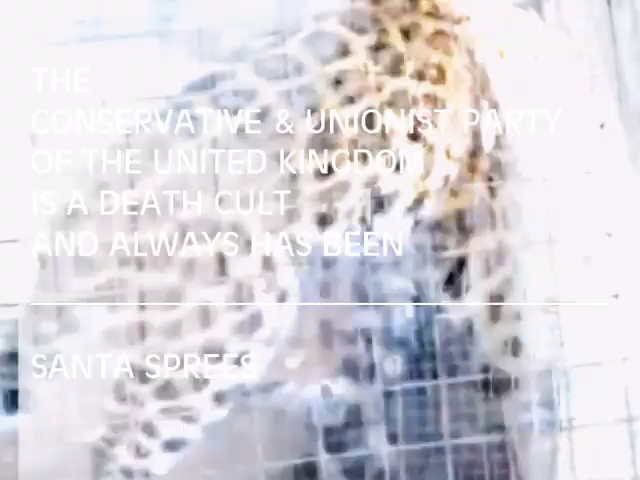 THE
CONSERVATIVE & UNIONIST PARTY
OF THE UNITED KINGDOM
IS A DEATH CULT
AND ALWAYS HAS BEEN
SANTA SPREES